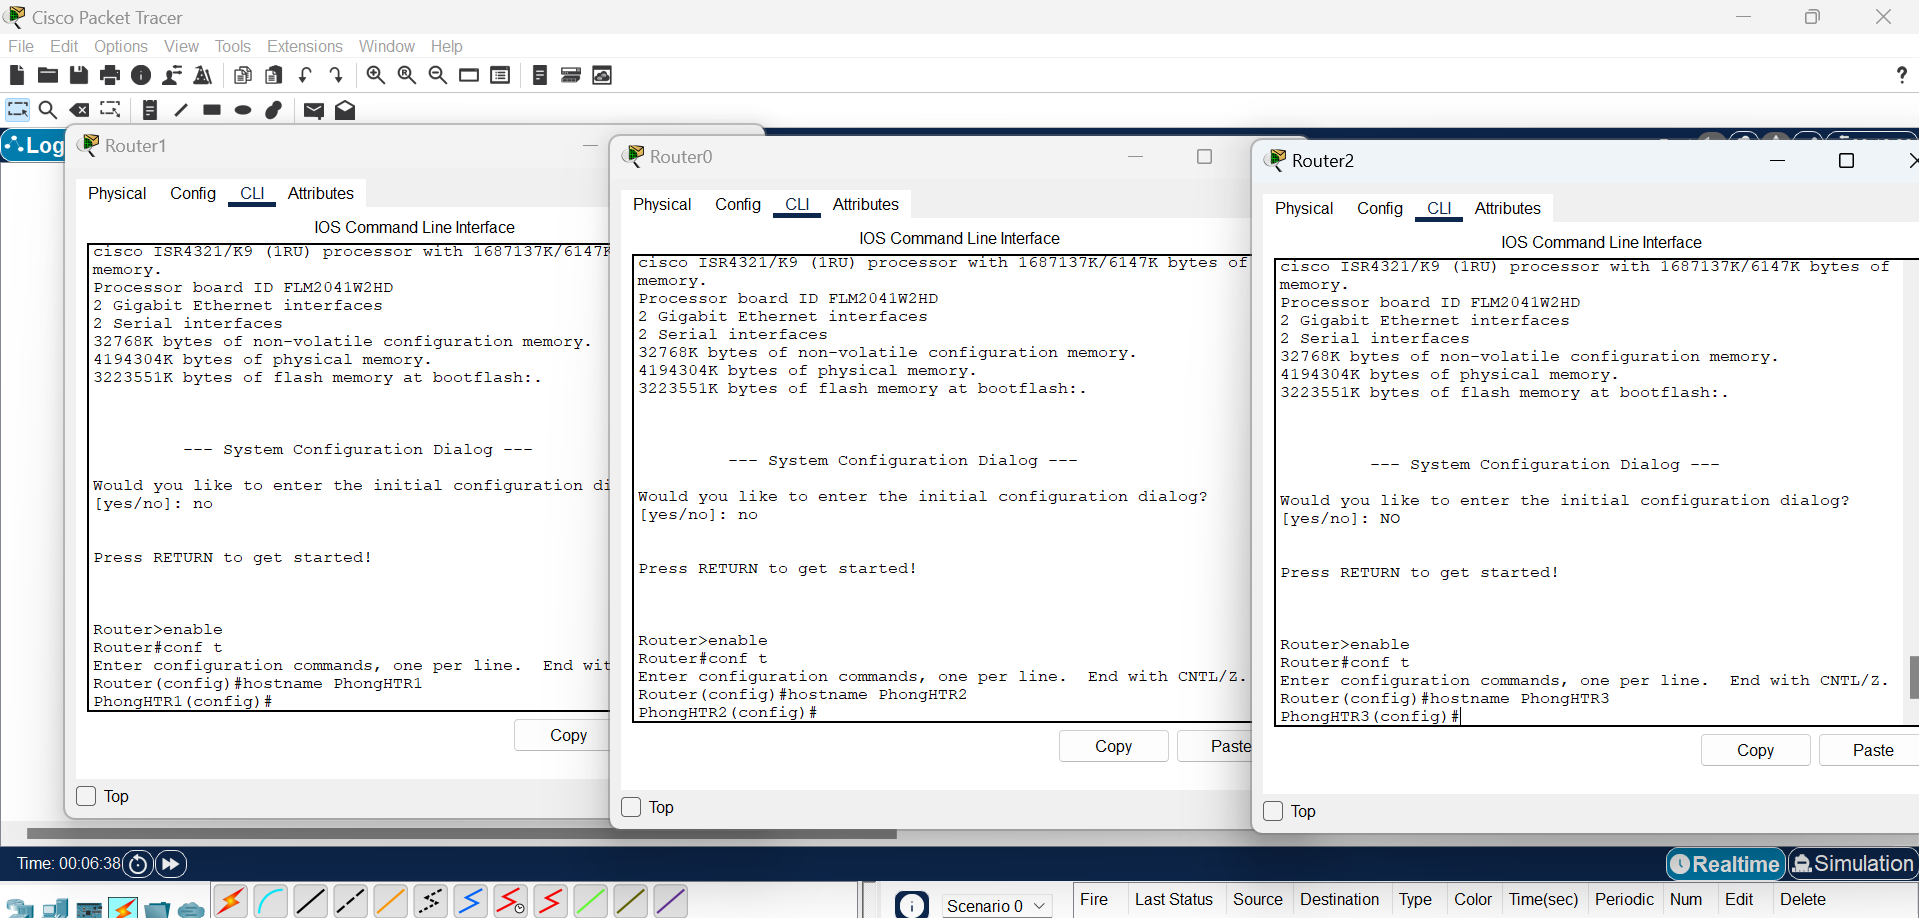 Cisco Packet Tracer
File Edit Options View Tools Extensions Window Help
?
Log
Router1
Physical Config CLI Attributes
IOS Command Line Interface
cisco ISR4321/K9 (1RU) processor with 1687137K/6147K
memory.
Processor board ID FLM2041W2HD
2 Gigabit Ethernet interfaces
2 Serial interfaces
32768K bytes of non-volatile configuration memory.
4194304K bytes of physical memory.
3223551K bytes of flash memory at bootflash:.
--- System Configuration Dialog ---
Would you like to enter the initial configuration di
[yes/no]: no
Press RETURN to get started!
Router>enable
Router#conf t
Enter configuration commands, one per line. End wit
Router(config)#hostname PhongHTR1
PhongHTR1(config)#
Copy
Top
Router0
Physical Config CLI Attributes
IOS Command Line Interface
cisco ISR4321/K9 (1RU) processor with 1687137K/6147K bytes of
memory.
Processor board ID FLM2041W2HD
2 Gigabit Ethernet interfaces
2 Serial interfaces
32768K bytes of non-volatile configuration memory.
4194304K bytes of physical memory.
3223551K bytes of flash memory at bootflash:.
--- System Configuration Dialog ---
Would you like to enter the initial configuration dialog?
[yes/no]: no
Press RETURN to get started!
Router>enable
Router#conf t
Enter configuration commands, one per line. End with CNTL/Z.
Router(config)#hostname PhongHTR2
PhongHTR2(config)#
Copy Paste
Top
Router2
Physical Config CLI Attributes
IOS Command Line Interface
cisco ISR4321/K9 (1RU) processor with 1687137K/6147K bytes of
memory.
Processor board ID FLM2041W2HD
2 Gigabit Ethernet interfaces
2 Serial interfaces
32768K bytes of non-volatile configuration memory.
4194304K bytes of physical memory.
3223551K bytes of flash memory at bootflash:.
--- System Configuration Dialog ---
Would you like to enter the initial configuration dialog?
[yes/no]: NO
Press RETURN to get started!
Router>enable
Router#conf t
Enter configuration commands, one per line. End with CNTL/Z.
Router(config)#hostname PhongHTR3
PhongHTR3(config)#
Copy Paste
Top
Time: 00:06:38
Realtime Simulation
Scenario 0
Fire Last Status Source Destination Type Color Time(sec) Periodic Num Edit Delete